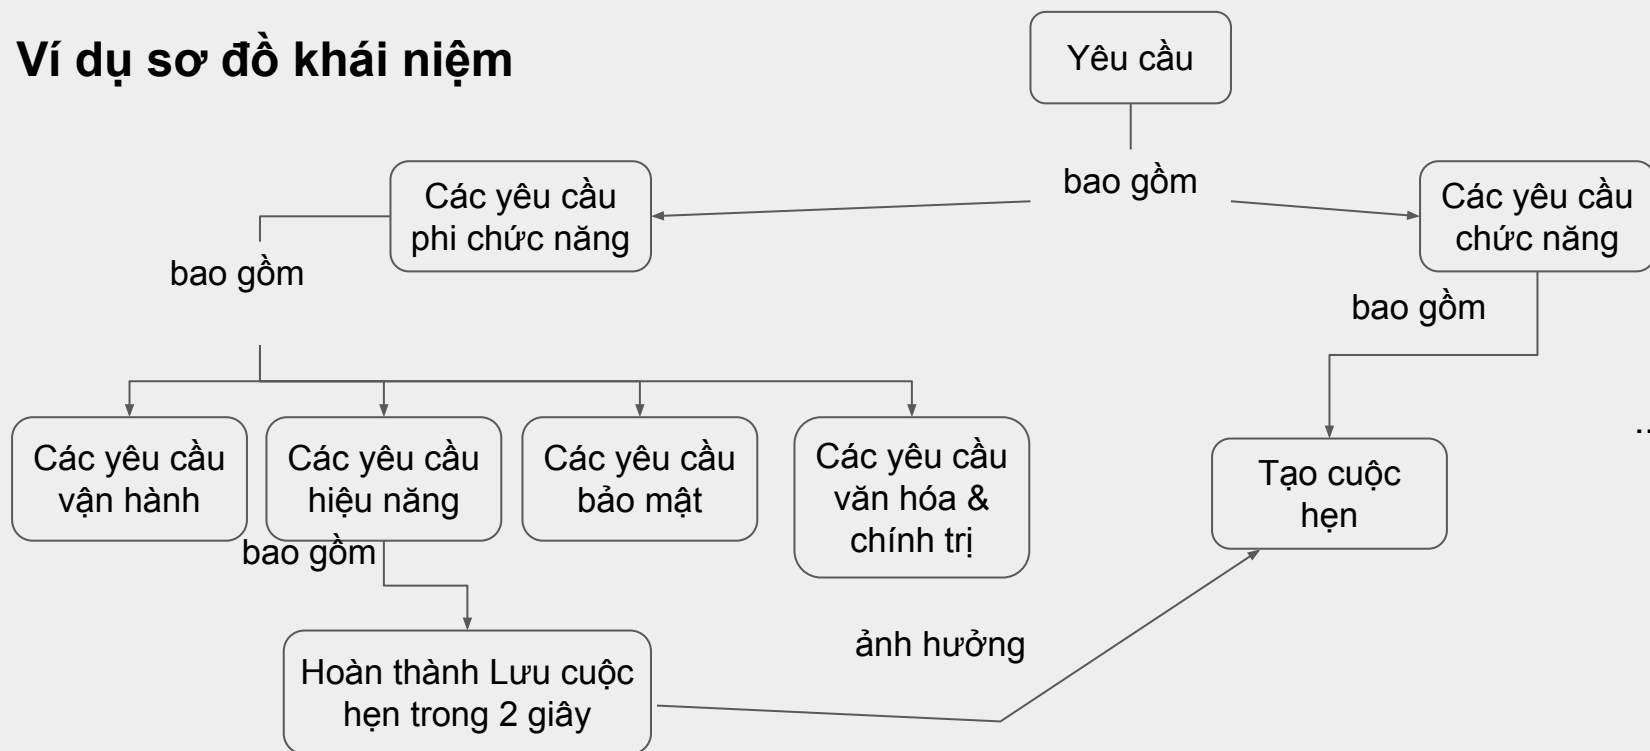 Ví dụ sơ đồ khái niệm
Yêu cầu
bao gồm
Các yêu cầu
phi chức năng
Các yêu cầu
chức năng
bao gồm
bao gồm
Các yêu cầu
vận hành
Các yêu cầu
hiệu năng
Các yêu cầu
bảo mật
Các yêu cầu
văn hóa &
chính trị
..
Tạo cuộc
hẹn
bao gồm
ảnh hưởng
Hoàn thành Lưu cuộc
hẹn trong 2 giây